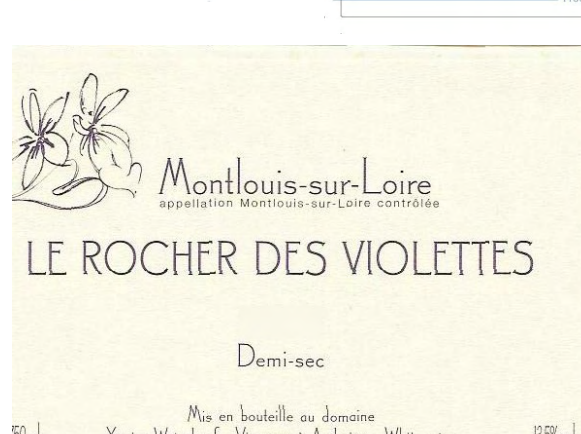 Montlouis-sur-Loire
appellation Montlouis-sur-Loire contrôlée
LE ROCHER DES VIOLETTES
Demi-sec
Mis en bouteille au domaine